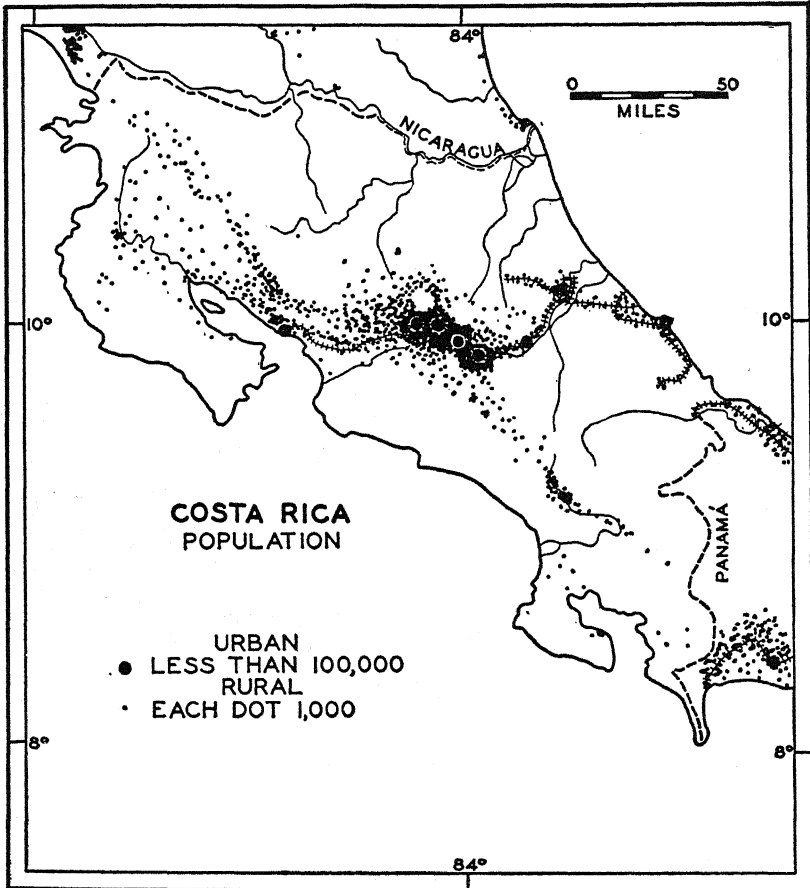 84°
0 50
MILES
NICARAGUA
10° 10°
COSTA RICA
POPULATION
PANAMÁ
URBAN
LESS THAN 100,000
RURAL
EACH DOT 1,000
8° 8°
84°